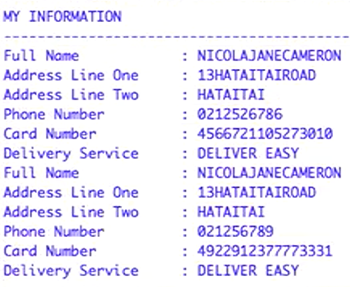 MY INFORMATION
----------------------------------------
Full Name : NICOLAJANECAMERON
Address Line One : 13HATAITAIROAD
Address Line Two : HATAITAI
Phone Number : 0212526786
Card Number : 4566721105273010
Delivery Service : DELIVER EASY
Full Name : NICOLAJANECAMERON
Address Line One : 13HATAITAIROAD
Address Line Two : HATAITAI
Phone Number : 021256789
Card Number : 4922912377773331
Delivery Service : DELIVER EASY